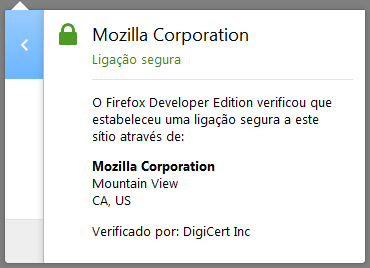 Mozilla Corporation
Ligação segura
O Firefox Developer Edition verificou que
estabeleceu uma ligação segura a este
sítio através de:
Mozilla Corporation
Mountain View
CA, US
Verificado por: DigiCert Inc